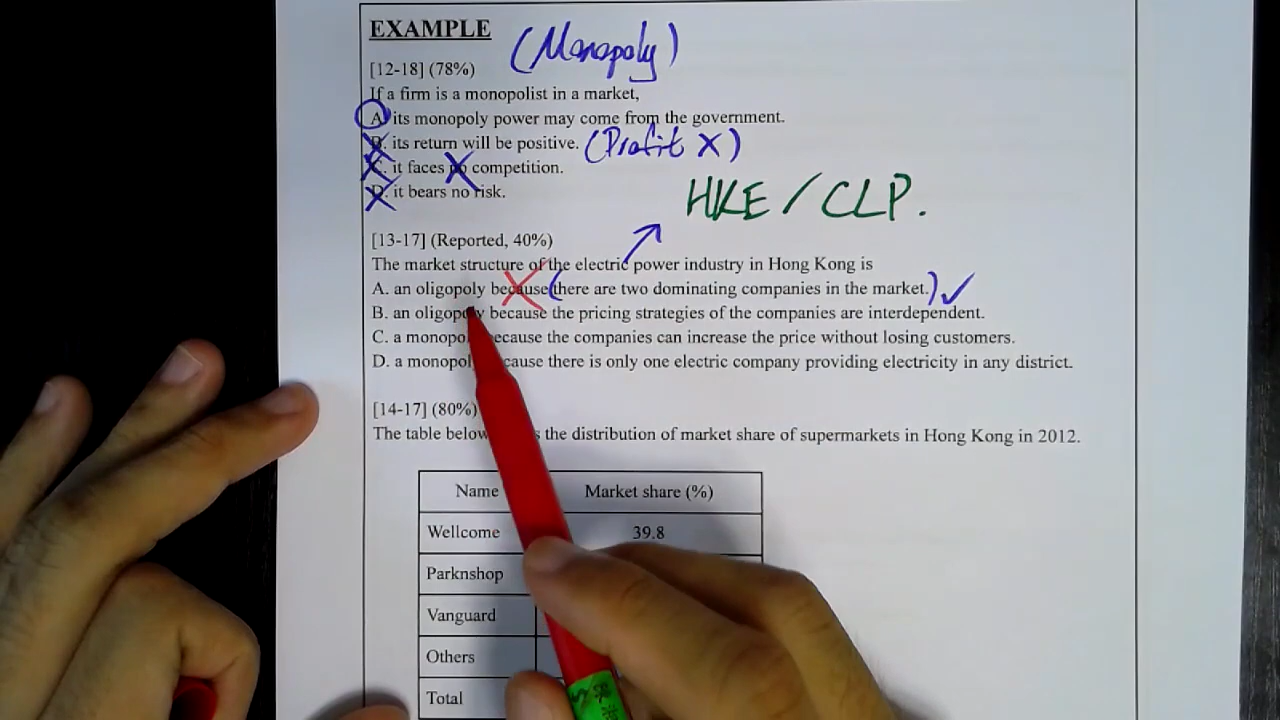 EXAMPLE
(Monopoly)
[12-18] (78%)
If a firm is a monopolist in a market,
A. its monopoly power may come from the government.
B. its return will be positive. (Profit X)
C. it faces no competition.
D. it bears no risk.
HKE / CLP.
[13-17] (Reported, 40%)
The market structure of the electric power industry in Hong Kong is
A. an oligopoly because (there are two dominating companies in the market.) ✓
B. an oligopoly because the pricing strategies of the companies are interdependent.
C. a monopoly because the companies can increase the price without losing customers.
D. a monopoly because there is only one electric company providing electricity in any district.
[14-17] (80%)
The table below the distribution of market share of supermarkets in Hong Kong in 2012.
Name Market share (%)
Wellcome 39.8
Parknshop
Vanguard
Others
Total